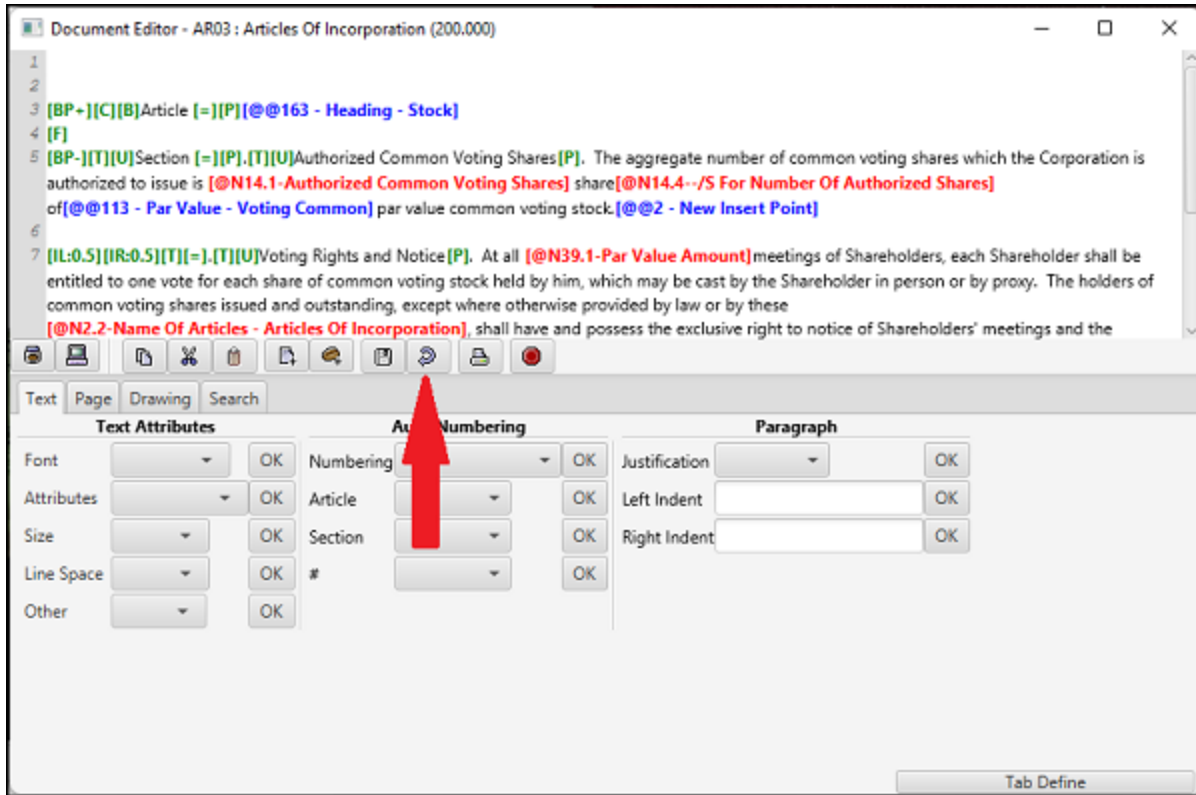 Document Editor - AR03 : Articles Of Incorporation (200.000)
1
2
3 [BP+][C][B]Article [=][P][@@163 - Heading - Stock]
4 [F]
5 [BP-][T][U]Section [=][P].[T][U]Authorized Common Voting Shares[P].  The aggregate number of common voting shares which the Corporation is
authorized to issue is [@N14.1-Authorized Common Voting Shares] share[@N14.4--/S For Number Of Authorized Shares]
of[@@113 - Par Value - Voting Common] par value common voting stock.[@@2 - New Insert Point]
6
7 [IL:0.5][IR:0.5][T][=].[T][U]Voting Rights and Notice[P].  At all [@N39.1-Par Value Amount]meetings of Shareholders, each Shareholder shall be
entitled to one vote for each share of common voting stock held by him, which may be cast by the Shareholder in person or by proxy.  The holders of
common voting shares issued and outstanding, except where otherwise provided by law or by these
[@N2.2-Name Of Articles - Articles Of Incorporation], shall have and possess the exclusive right to notice of Shareholders' meetings and the
Text Page Drawing Search
Text Attributes Numbering Paragraph
Font OK Numbering OK Justification OK
Attributes OK Article OK Left Indent OK
Size OK Section OK Right Indent OK
Line Space OK # OK
Other OK
Tab Define